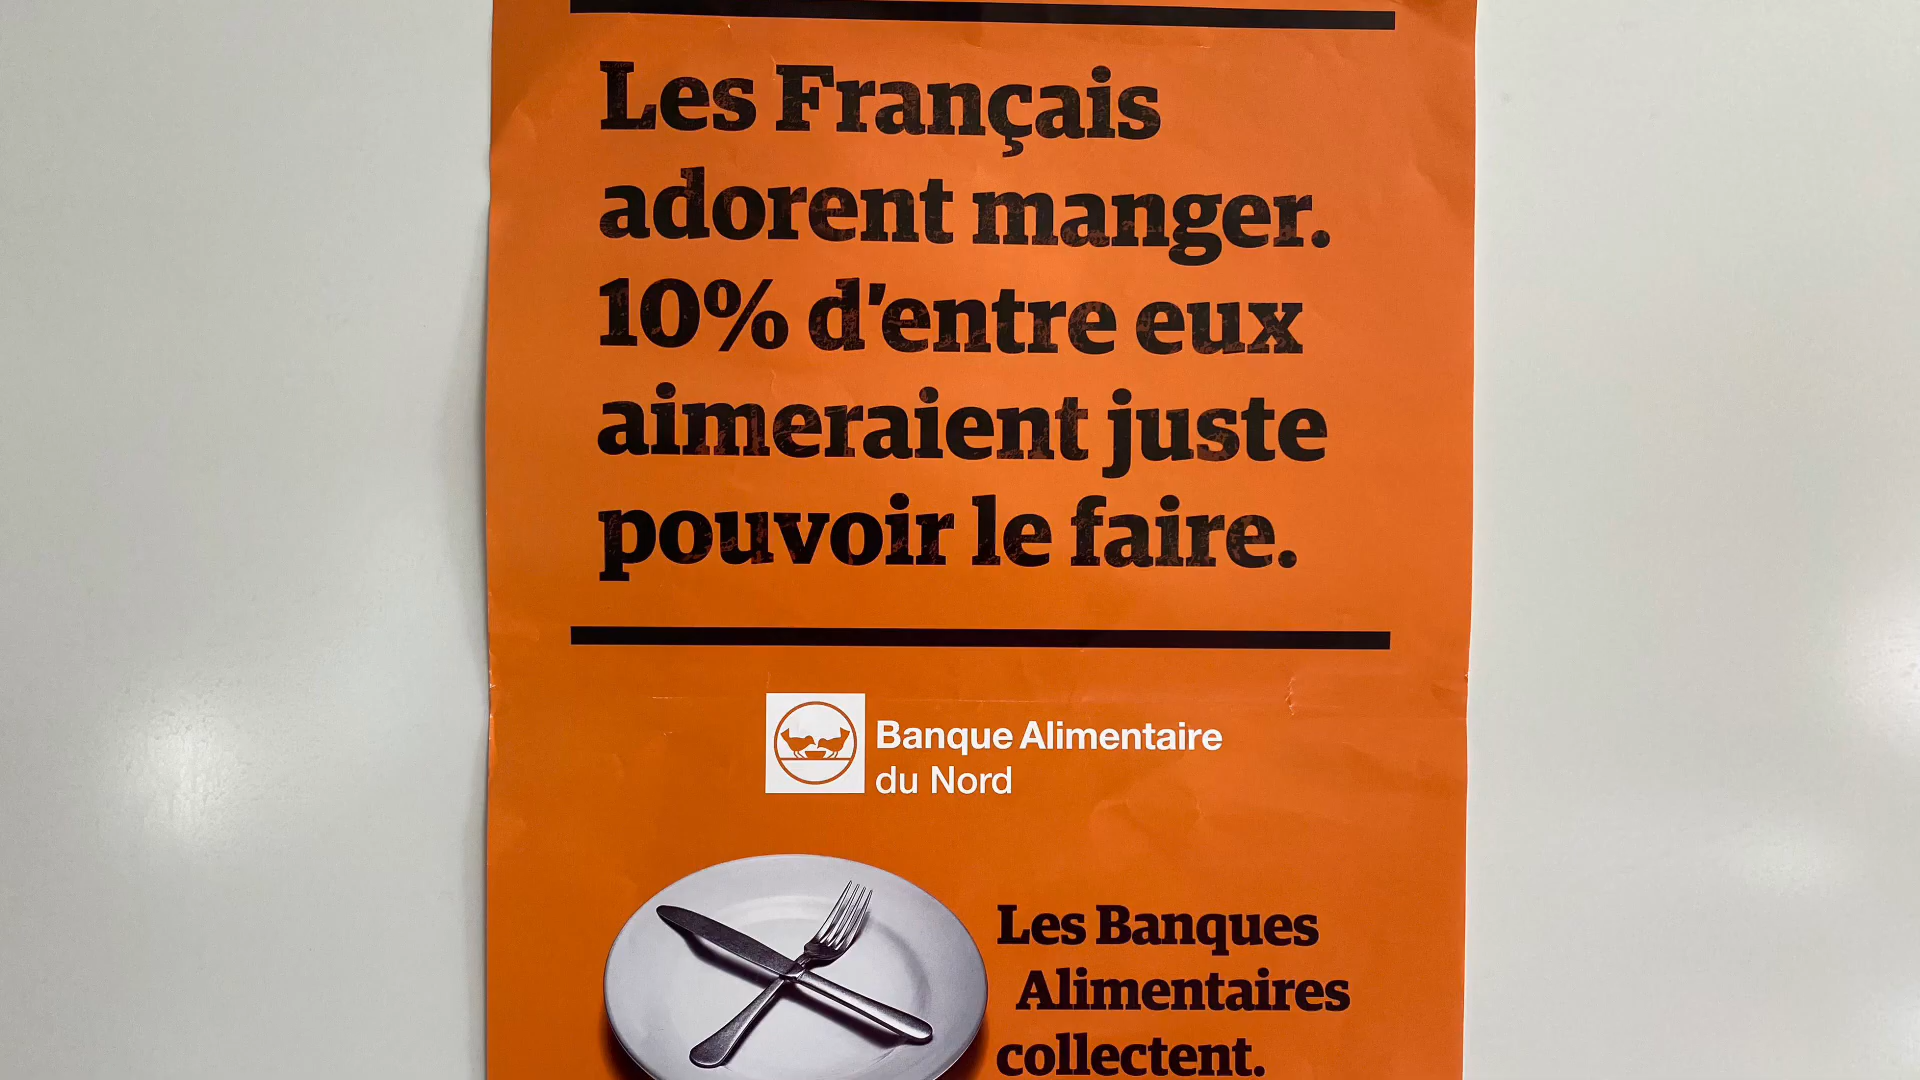 Les Français
adorent manger.
10% d'entre eux
aimeraient juste
pouvoir le faire.
Banque Alimentaire
du Nord
Les Banques
Alimentaires
collectent.